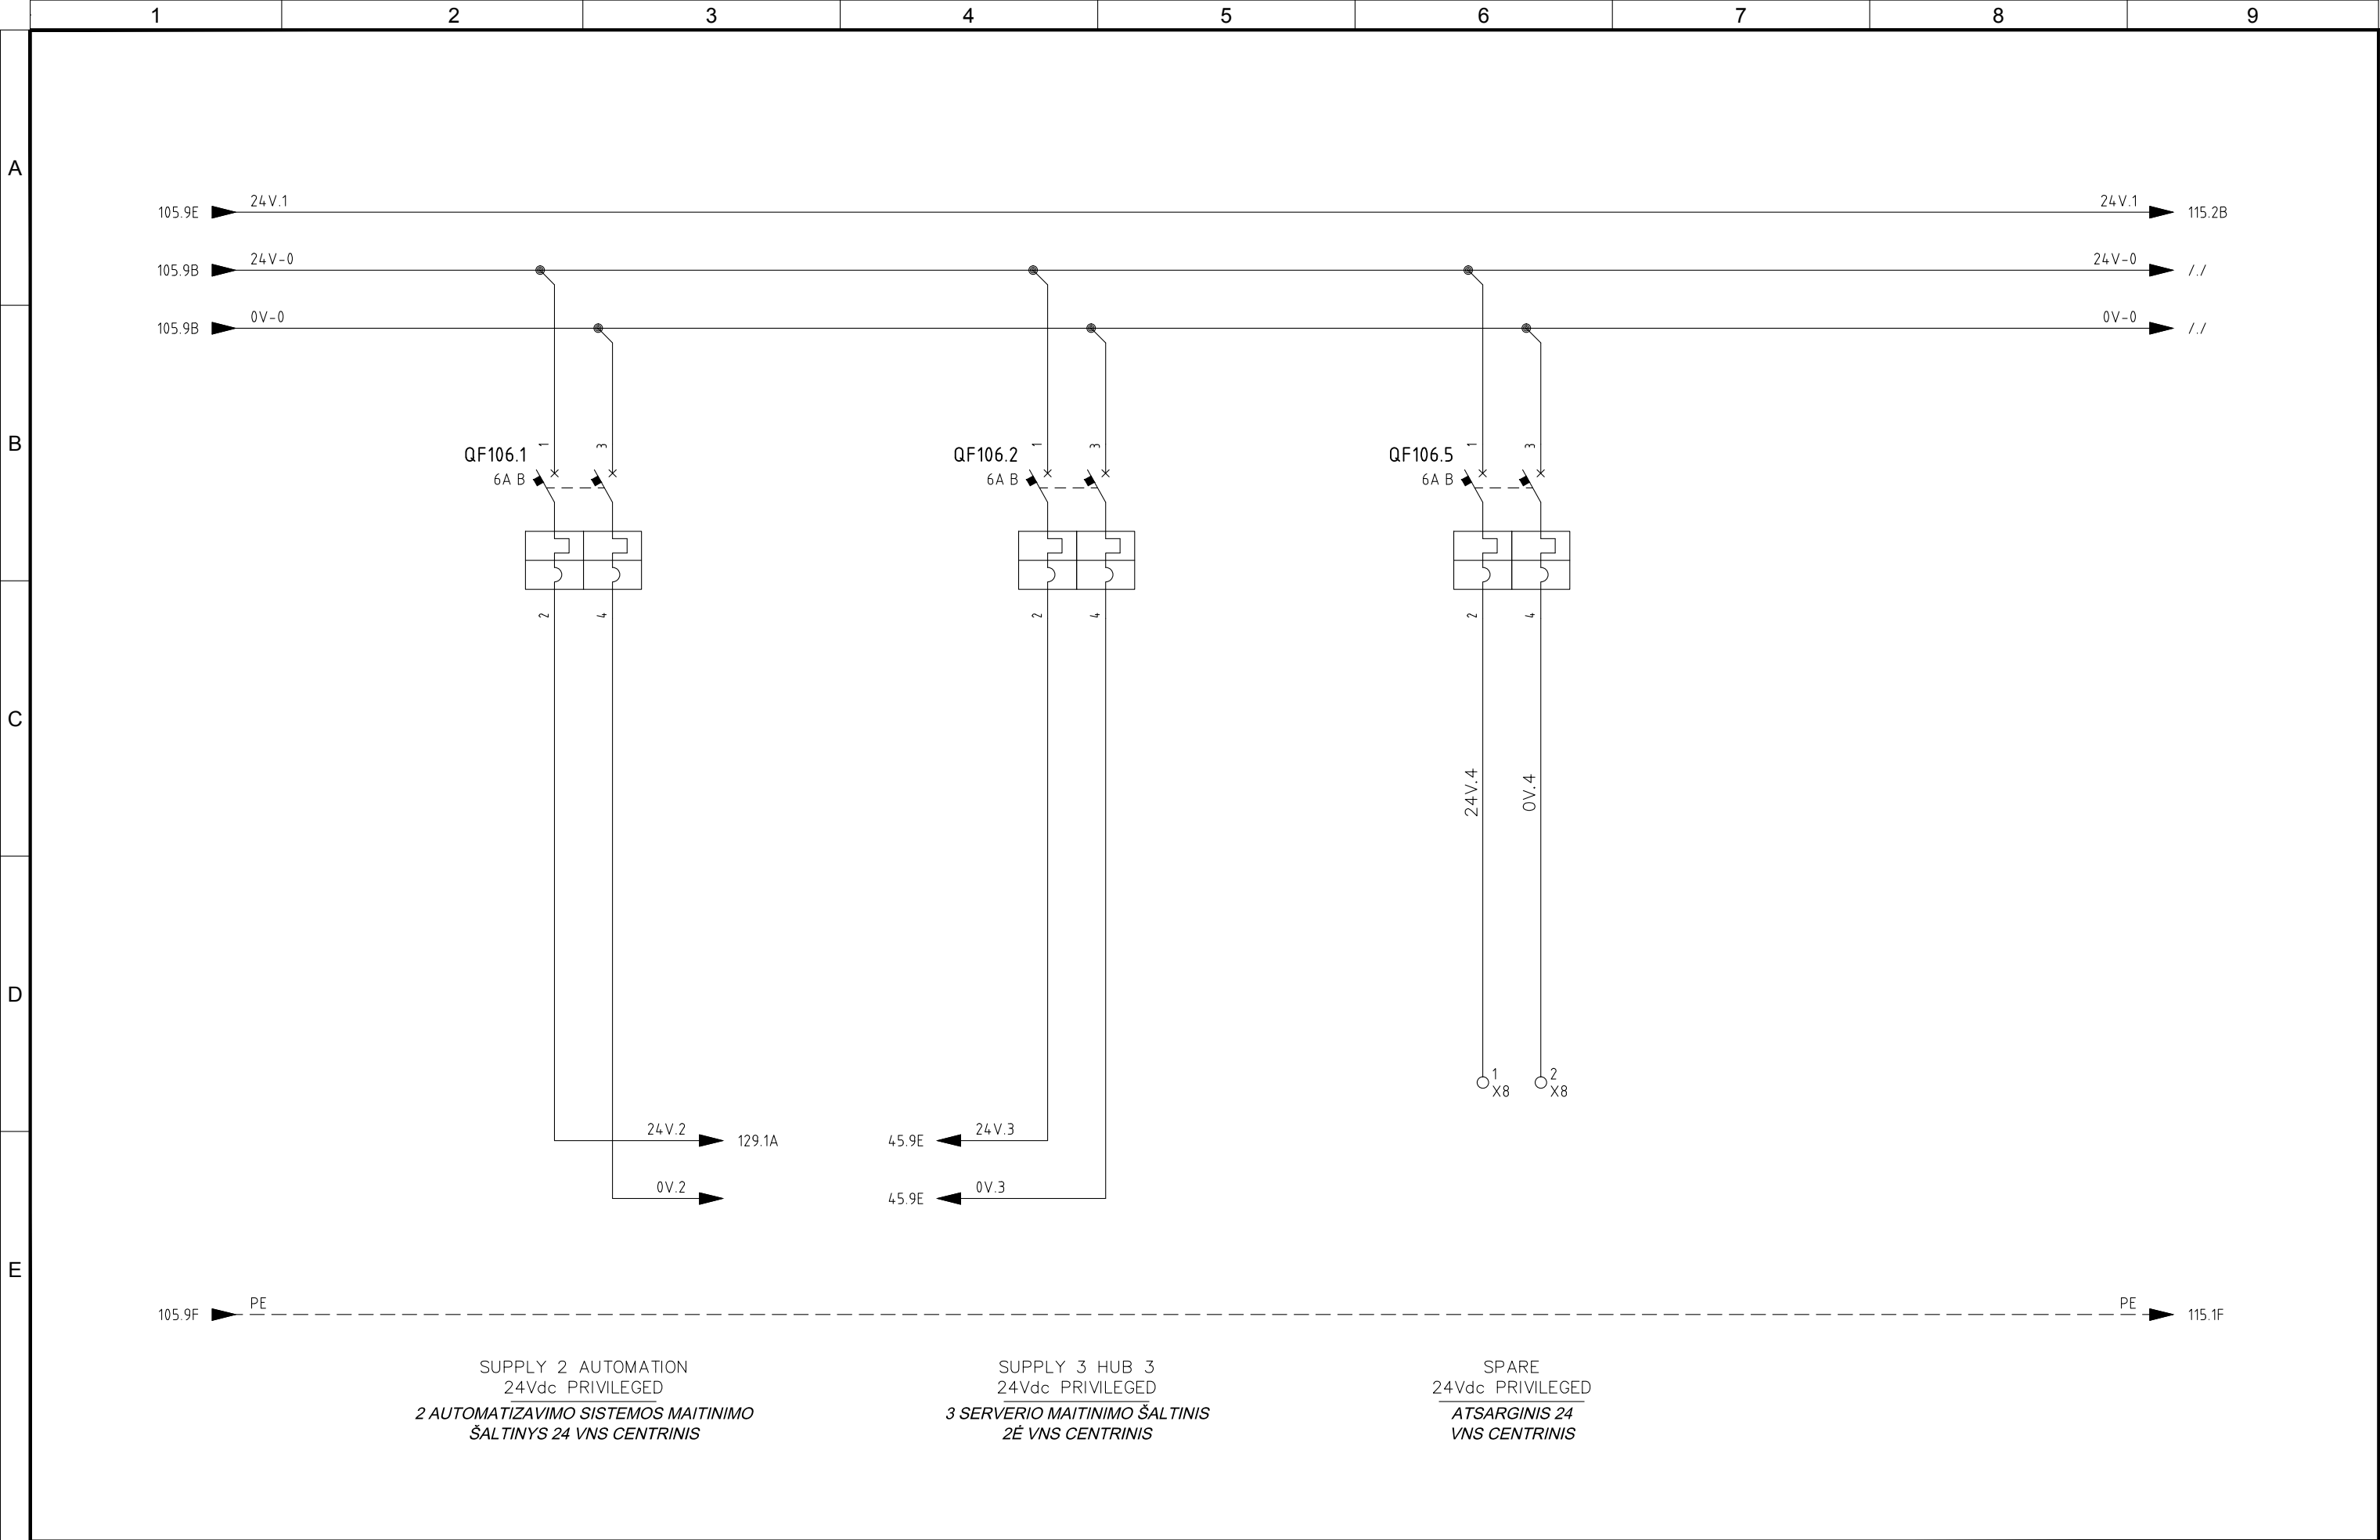 1 2 3 4 5 6 7 8 9
A
24V.1 24V.1
105.9E 115.2B
24V-0 24V-0
105.9B /./
B
0V-0 0V-0
105.9B /./
1 3 1 3 1 3
QF106.1 QF106.2 QF106.5
6A B 6A B 6A B
2 4 2 4 2 4
C
24V.4 0V.4
D
1 2
X8 X8
24V.2 24V.3
129.1A 45.9E
0V.2 0V.3
45.9E
E
PE PE
105.9F 115.1F
SUPPLY 2 AUTOMATION
24Vdc PRIVILEGED
2 AUTOMATIZAVIMO SISTEMOS MAITINIMO
ŠALTINYS 24 VNS CENTRINIS
SUPPLY 3 HUB 3
24Vdc PRIVILEGED
3 SERVERIO MAITINIMO ŠALTINIS
2Ė VNS CENTRINIS
SPARE
24Vdc PRIVILEGED
ATSARGINIS 24
VNS CENTRINIS